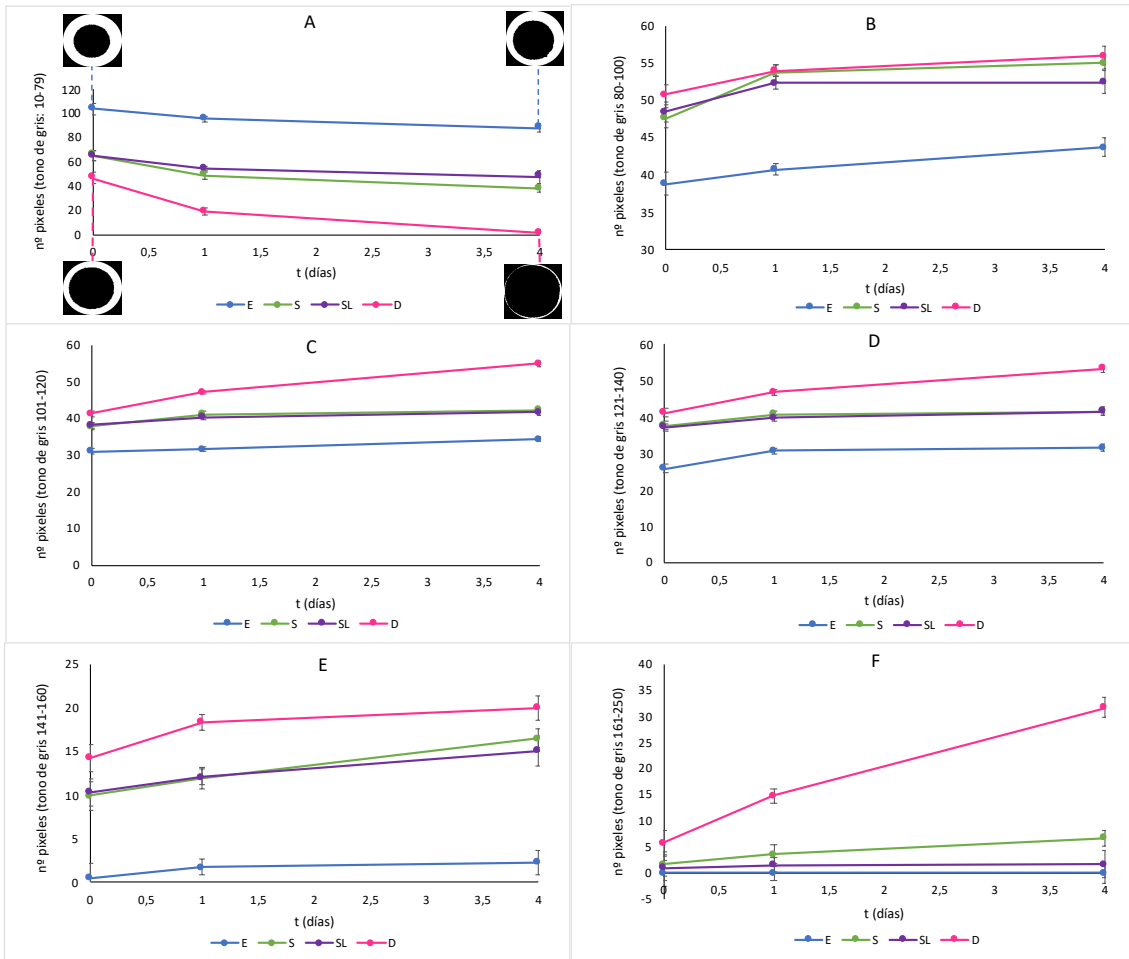 A
nº pixeles (tono de gris: 10-79)
120
100
80
60
40
20
0
0 0,5 1 1,5 2 2,5 3 3,5 4
t (días)
E S SL D
B
nº pixeles (tono de gris 80-100)
60
55
50
45
40
35
30
0 0,5 1 1,5 2 2,5 3 3,5 4
t (días)
E S SL D
C
nº pixeles (tono de gris 101-120)
60
50
40
30
20
10
0
0 0,5 1 1,5 2 2,5 3 3,5 4
t (días)
E S SL D
D
nº pixeles (tono de gris 121-140)
60
50
40
30
20
10
0
0 0,5 1 1,5 2 2,5 3 3,5 4
t (días)
E S SL D
E
nº pixeles (tono de gris 141-160)
25
20
15
10
5
0
0 0,5 1 1,5 2 2,5 3 3,5 4
t (días)
E S SL D
F
nº pixeles (tono de gris 161-250)
40
35
30
25
20
15
10
5
0
-5
0 0,5 1 1,5 2 2,5 3 3,5 4
t (días)
E S SL D